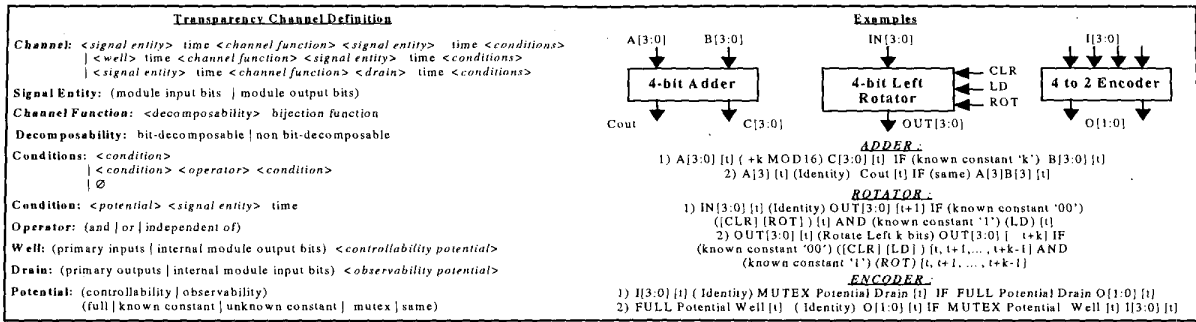 Transparency Channel Definition
Channel: <signal entity> time <channel function> <signal entity> time <conditions>
| <well> time <channel function> <signal entity> time <conditions>
| <signal entity> time <channel function> <drain> time <conditions>
Signal Entity: (module input bits | module output bits)
Channel Function: <decomposability> bijection function
Decomposability: bit-decomposable | non bit-decomposable
Conditions: <condition>
| <condition> <operator> <condition>
| ∅
Condition: <potential> <signal entity> time
Operator: (and | or | independent of)
Well: (primary inputs | internal module output bits) <controllability potential>
Drain: (primary outputs | internal module input bits) <observability potential>
Potential: (controllability | observability)
(full | known constant | unknown constant | mutex | same)
Examples
A[3:0] B[3:0]
4-bit Adder
Cout C[3:0]
IN[3:0]
4-bit Left
Rotator
CLR
LD
ROT
OUT[3:0]
I[3:0]
4 to 2 Encoder
O[1:0]
ADDER:
1) A[3:0] [t] ( +k MOD16) C[3:0] [t] IF (known constant 'k') B[3:0] [t]
2) A[3] [t] (Identity) Cout [t] IF (same) A[3]B[3] [t]
ROTATOR:
1) IN[3:0] [t] (Identity) OUT[3:0] [t+1] IF (known constant '00')
([CLR] [ROT]) [t] AND (known constant '1') (LD) [t]
2) OUT[3:0] [t] (Rotate Left k bits) OUT[3:0] [ t+k] IF
(known constant '00') ([CLR] [LD]) [t, t+1,..., t+k-1] AND
(known constant '1') (ROT) [t, t+1, ..., t+k-1]
ENCODER:
1) I[3:0] [t] ( Identity) MUTEX Potential Drain [t] IF FULL Potential Drain O[1:0] [t]
2) FULL Potential Well [t] ( Identity) O[1:0] [t] IF MUTEX Potential Well [t] I[3:0] [t]